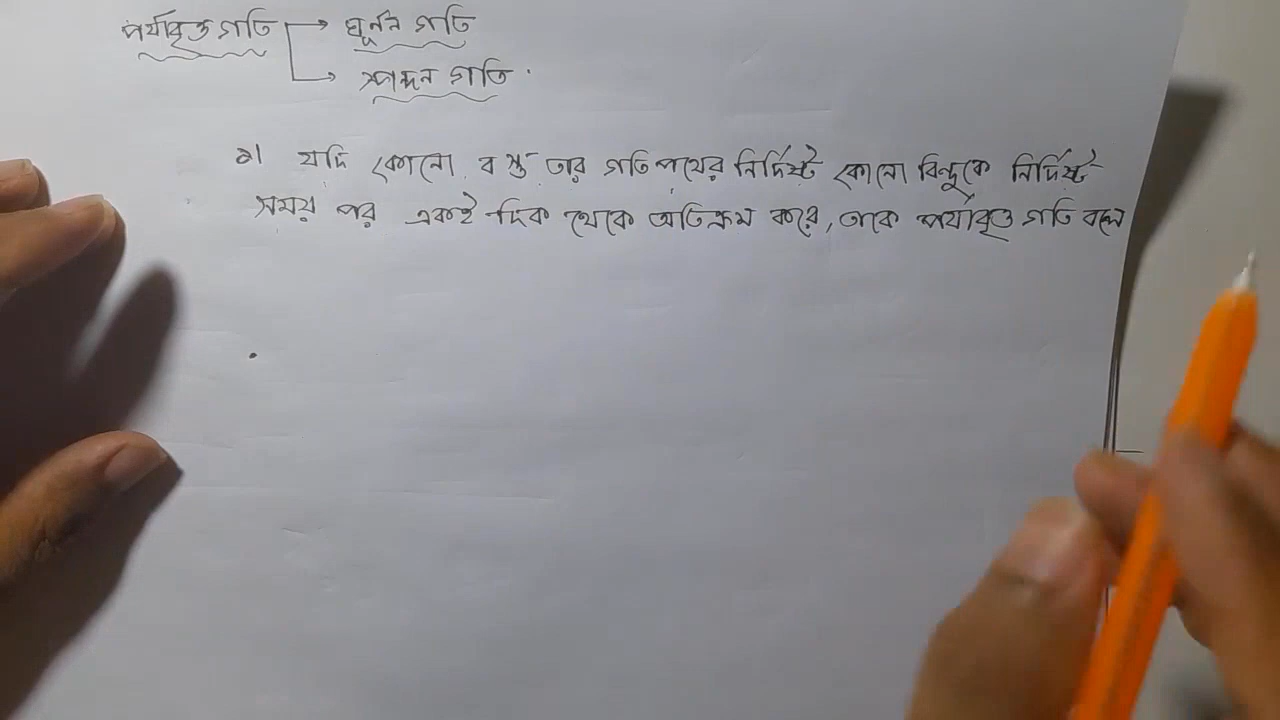 পর্যাবৃত্ত গতি → ঘূর্নন গতি
→ স্পন্দন গতি
১। যদি কোনো বস্তু তার গতিপথের নির্দিষ্ট কোনো বিন্দুকে নির্দিষ্ট
সময় পর একই দিক থেকে অতিক্রম করে, তাকে পর্যাবৃত্ত গতি বলে